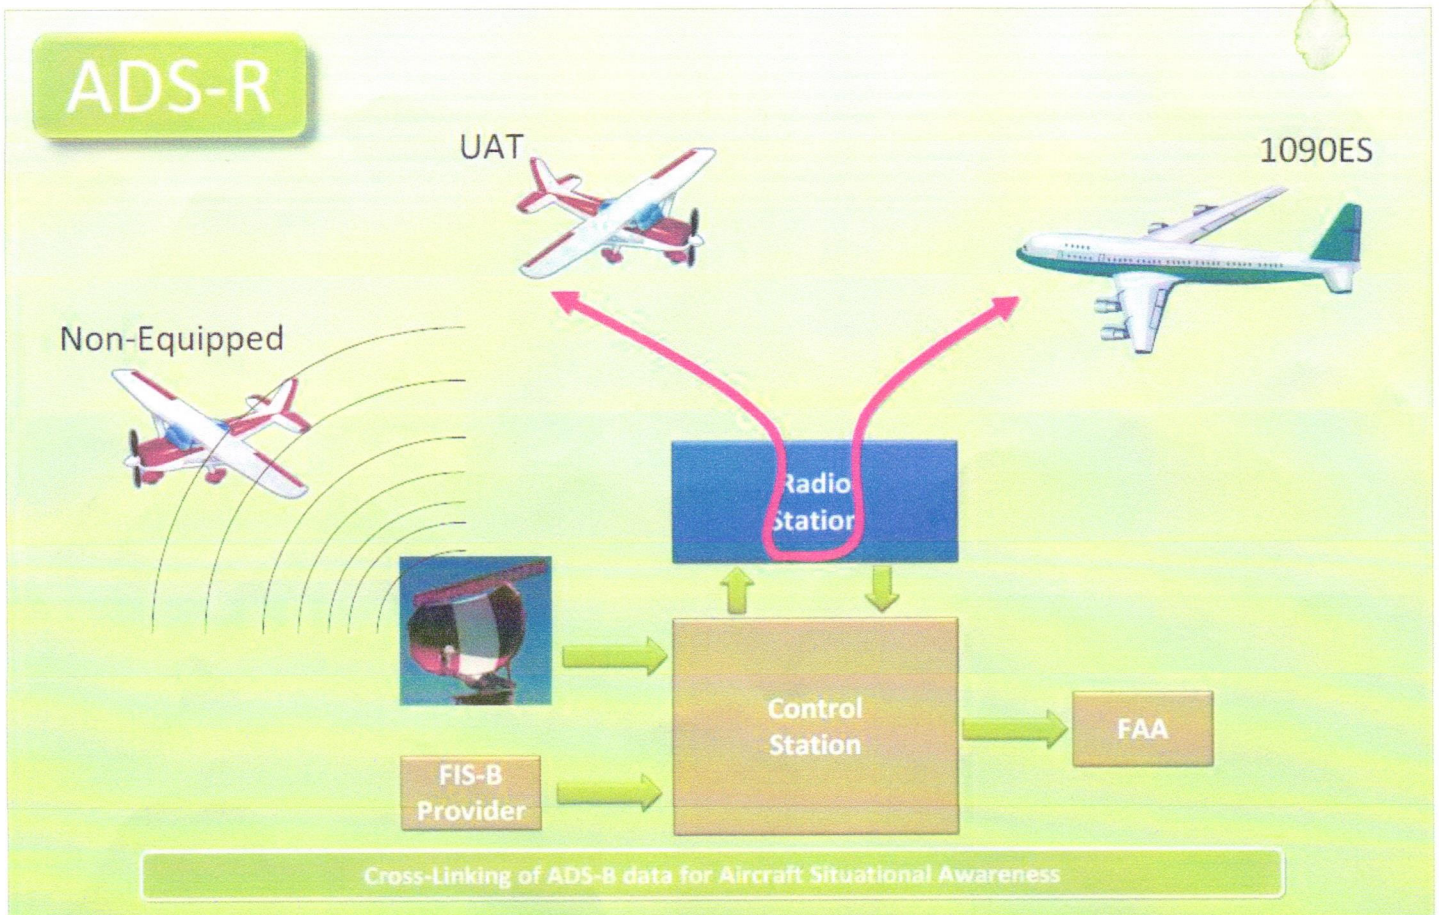 ADS-R
UAT
1090ES
Non-Equipped
Radio
Station
Control
Station
FAA
FIS-B
Provider
Cross-Linking of ADS-B data for Aircraft Situational Awareness